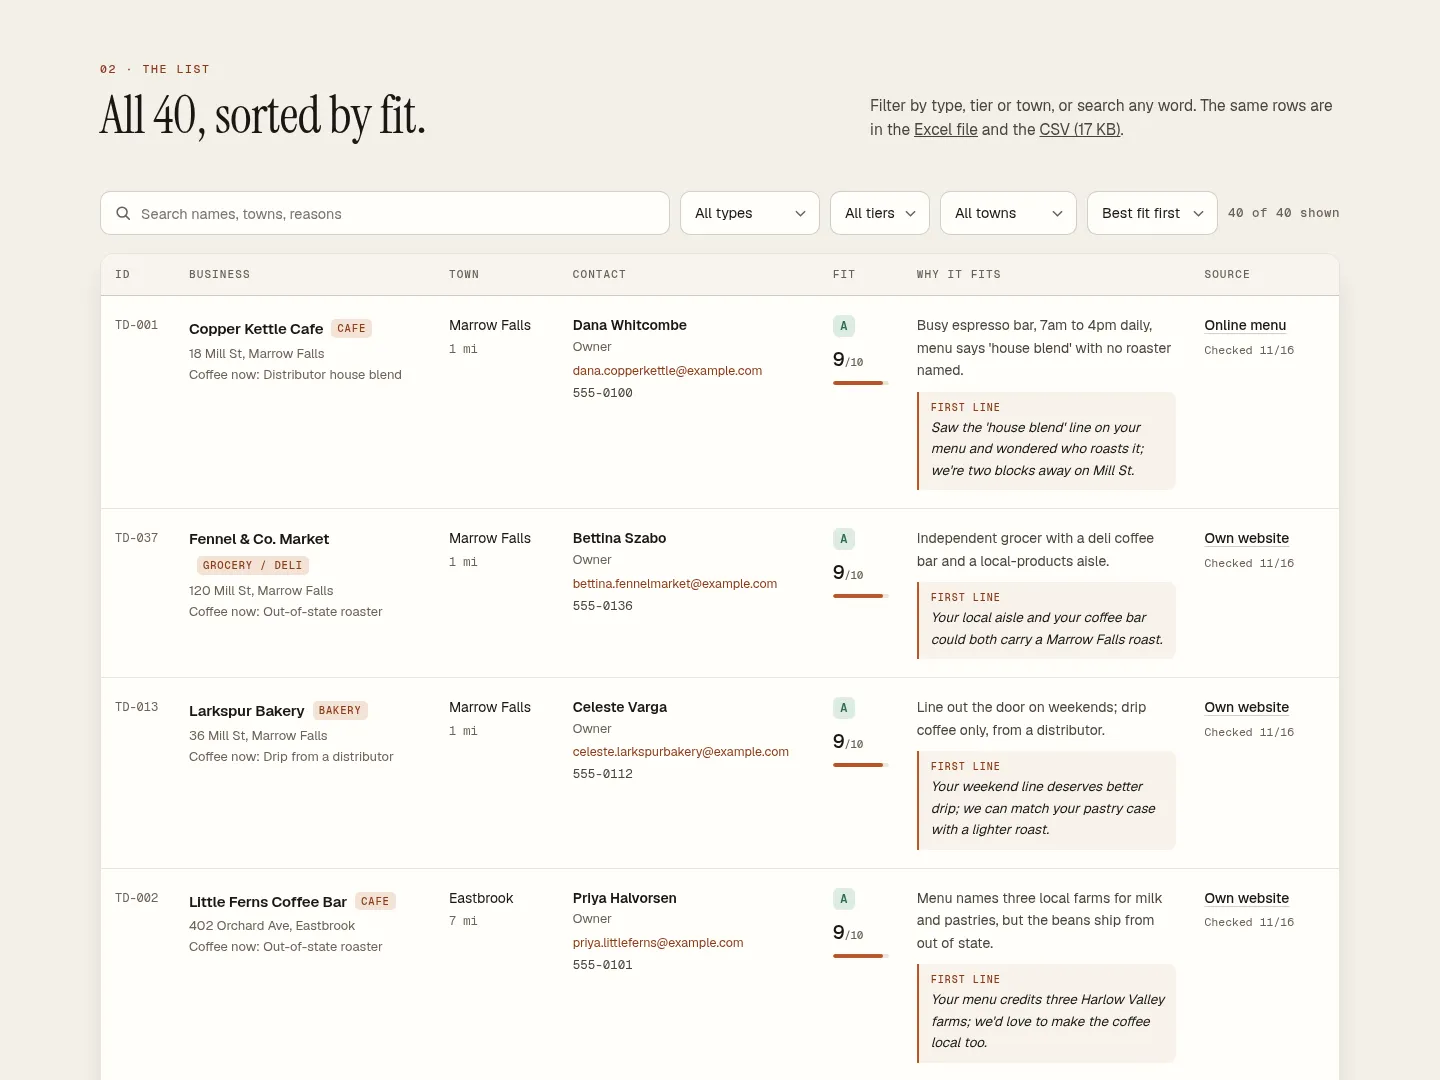 02 · THE LIST
All 40, sorted by fit.
Filter by type, tier or town, or search any word. The same rows are
in the Excel file and the CSV (17 KB).
Search names, towns, reasons
All types
All tiers
All towns
Best fit first
40 of 40 shown
ID
BUSINESS
TOWN
CONTACT
FIT
WHY IT FITS
SOURCE
TD-001
Copper Kettle Cafe CAFE
18 Mill St, Marrow Falls
Coffee now: Distributor house blend
Marrow Falls
1 mi
Dana Whitcombe
Owner
dana.copperkettle@example.com
555-0100
A
9/10
Busy espresso bar, 7am to 4pm daily,
menu says 'house blend' with no roaster
named.
FIRST LINE
Saw the 'house blend' line on your
menu and wondered who roasts it;
we're two blocks away on Mill St.
Online menu
Checked 11/16
TD-037
Fennel & Co. Market
GROCERY / DELI
120 Mill St, Marrow Falls
Coffee now: Out-of-state roaster
Marrow Falls
1 mi
Bettina Szabo
Owner
bettina.fennelmarket@example.com
555-0136
A
9/10
Independent grocer with a deli coffee
bar and a local-products aisle.
FIRST LINE
Your local aisle and your coffee bar
could both carry a Marrow Falls roast.
Own website
Checked 11/16
TD-013
Larkspur Bakery BAKERY
36 Mill St, Marrow Falls
Coffee now: Drip from a distributor
Marrow Falls
1 mi
Celeste Varga
Owner
celeste.larkspurbakery@example.com
555-0112
A
9/10
Line out the door on weekends; drip
coffee only, from a distributor.
FIRST LINE
Your weekend line deserves better
drip; we can match your pastry case
with a lighter roast.
Own website
Checked 11/16
TD-002
Little Ferns Coffee Bar CAFE
402 Orchard Ave, Eastbrook
Coffee now: Out-of-state roaster
Eastbrook
7 mi
Priya Halvorsen
Owner
priya.littleferns@example.com
555-0101
A
9/10
Menu names three local farms for milk
and pastries, but the beans ship from
out of state.
FIRST LINE
Your menu credits three Harlow Valley
farms; we'd love to make the coffee
local too.
Own website
Checked 11/16